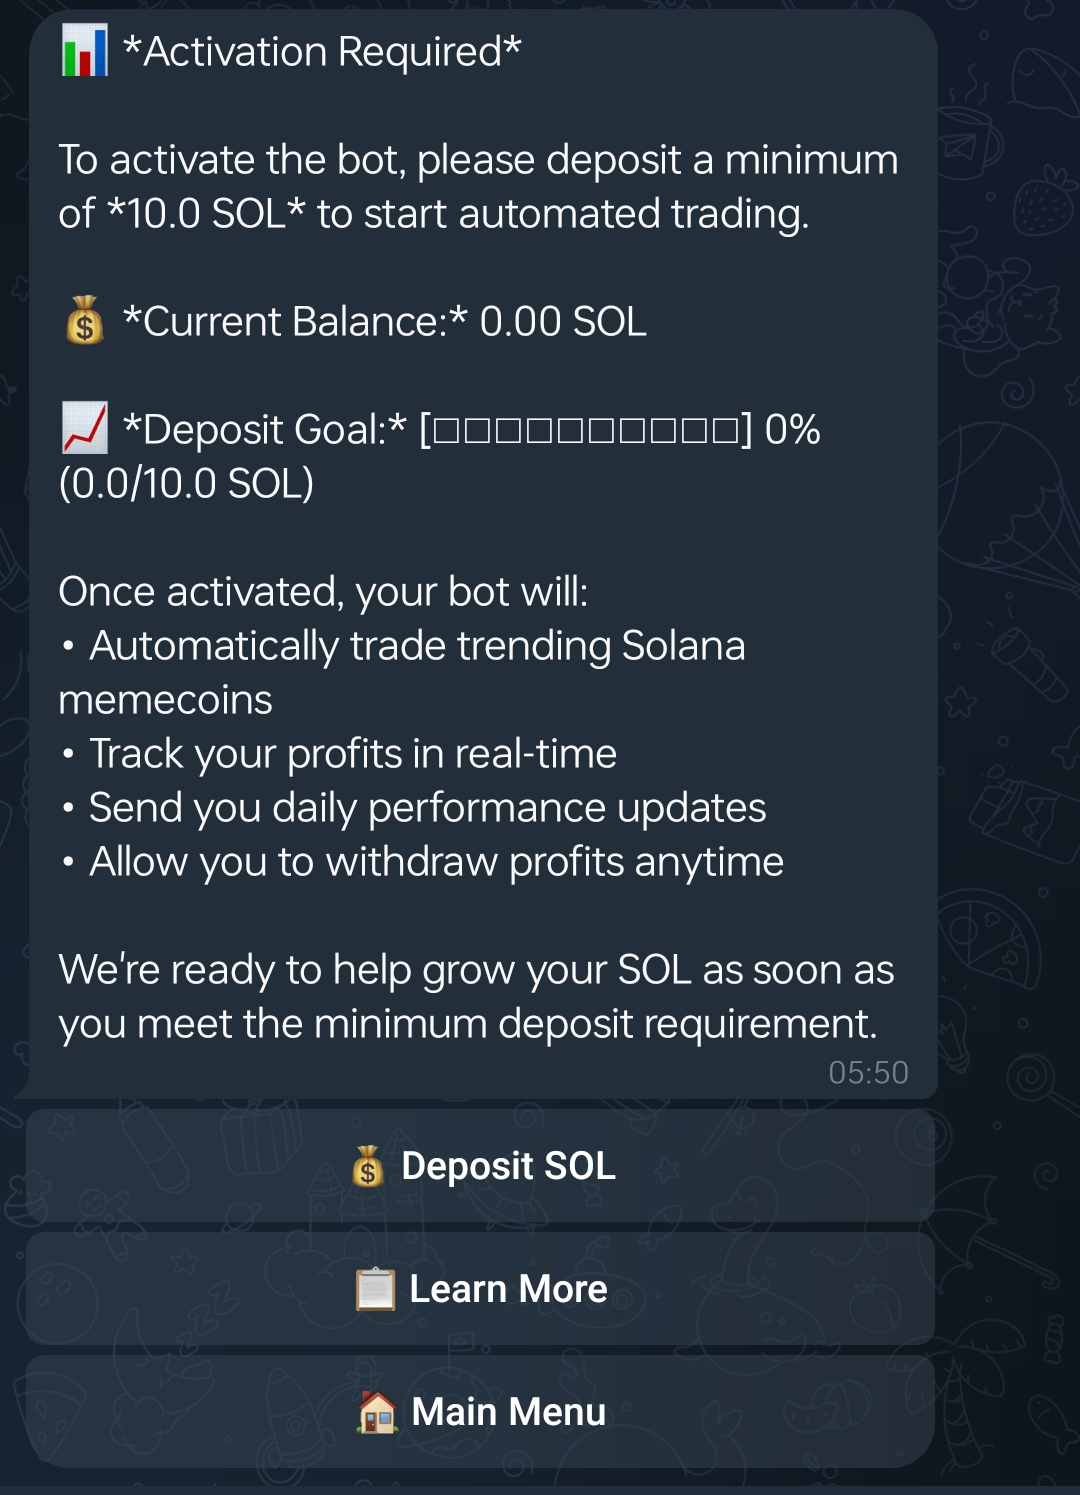 📊 *Activation Required*
To activate the bot, please deposit a minimum
of *10.0 SOL* to start automated trading.
💰 *Current Balance:* 0.00 SOL
📈 *Deposit Goal:* [□□□□□□□□□□] 0%
(0.0/10.0 SOL)
Once activated, your bot will:
• Automatically trade trending Solana
memecoins
• Track your profits in real-time
• Send you daily performance updates
• Allow you to withdraw profits anytime
We're ready to help grow your SOL as soon as
you meet the minimum deposit requirement.
05:50
💰 Deposit SOL
📋 Learn More
🏠 Main Menu